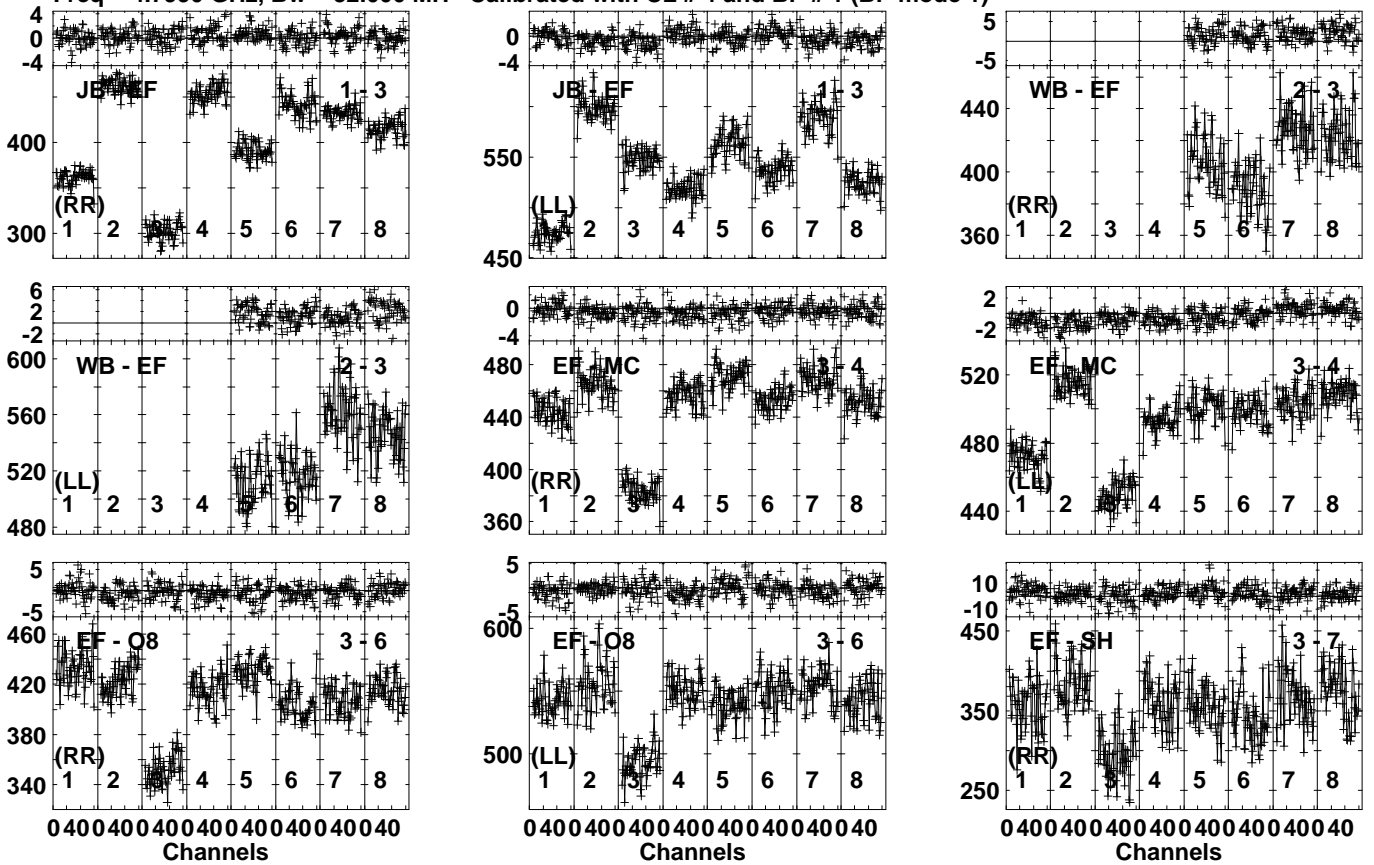 4
0
-4
JB - EF 1 - 3
400
300
(RR)
1 2 3 4 5 6 7 8
4
0
-4
JB - EF 1 - 3
550
450
(LL)
1 2 3 4 5 6 7 8
5
-5
WB - EF 2 - 3
440
400
360
(RR)
1 2 3 4 5 6 7 8
6
2
-2
WB - EF 2 - 3
600
560
520
480
(LL)
1 2 3 4 5 6 7 8
0
-4
EF - MC 3 - 4
480
440
400
360
(RR)
1 2 3 4 5 6 7 8
2
-2
EF - MC 3 - 4
520
480
440
(LL)
1 2 3 4 5 6 7 8
5
-5
EF - O8 3 - 6
460
420
380
340
(RR)
1 2 3 4 5 6 7 8
5
-5
EF - O8 3 - 6
600
500
(LL)
1 2 3 4 5 6 7 8
10
-10
EF - SH 3 - 7
450
350
250
(RR)
1 2 3 4 5 6 7 8
0 40 0 40 0 40 0 40 0 40 0 40 0 40 0 40
Channels
0 40 0 40 0 40 0 40 0 40 0 40 0 40 0 40
Channels
0 40 0 40 0 40 0 40 0 40 0 40 0 40 0 40
Channels